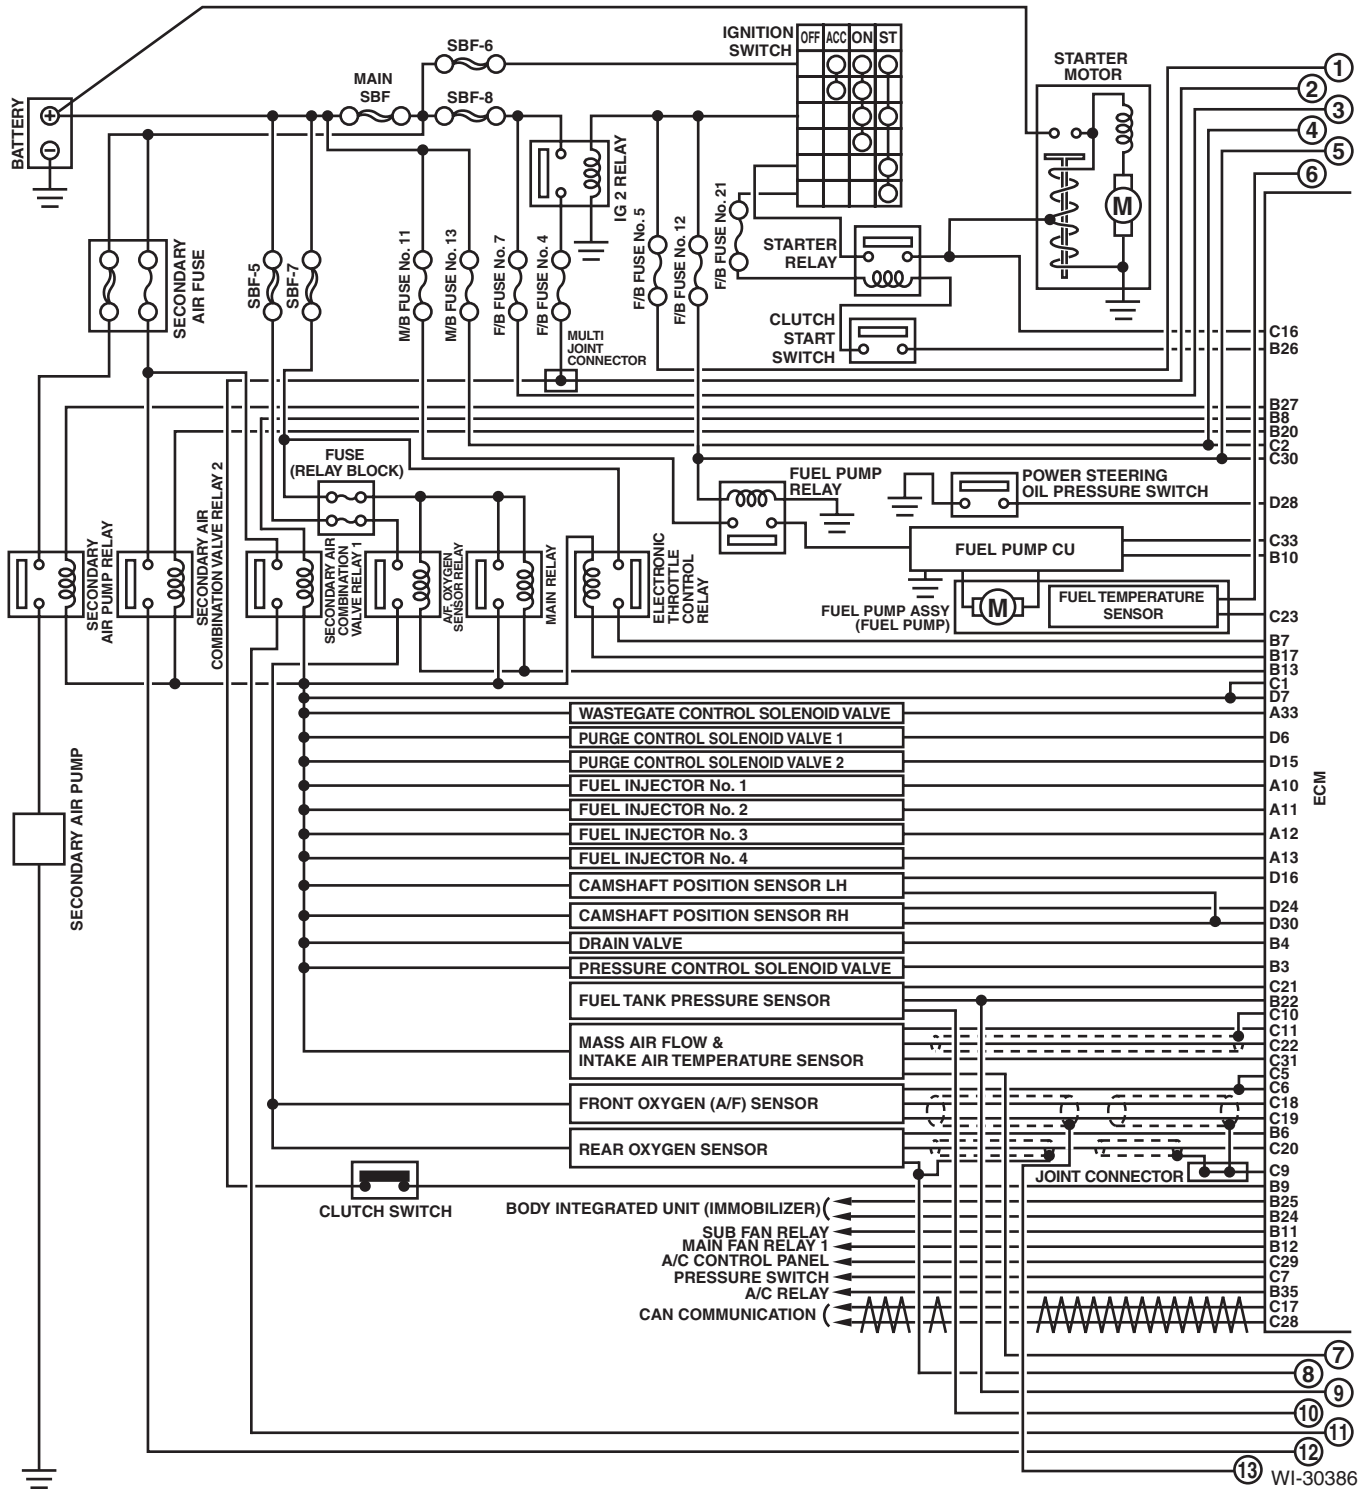 IGNITION
SWITCH
OFF ACC ON ST
SBF-6
MAIN
SBF
SBF-8
STARTER
MOTOR
1
2
3
4
5
6
BATTERY
+
−
IG 2 RELAY
M
SECONDARY
AIR FUSE
SBF-5
SBF-7
M/B FUSE No. 11
M/B FUSE No. 13
F/B FUSE No. 7
F/B FUSE No. 4
F/B FUSE No. 5
F/B FUSE No. 12
F/B FUSE No. 21
STARTER
RELAY
CLUTCH
START
SWITCH
MULTI
JOINT
CONNECTOR
C16
B26
B27
B8
B20
C2
C30
FUSE
(RELAY BLOCK)
FUEL PUMP
RELAY
POWER STEERING
OIL PRESSURE SWITCH
D28
FUEL PUMP CU
C33
B10
FUEL PUMP ASSY
(FUEL PUMP)
M
FUEL TEMPERATURE
SENSOR
C23
SECONDARY
AIR PUMP RELAY
SECONDARY AIR
COMBINATION VALVE RELAY 2
SECONDARY AIR
COMBINATION
VALVE RELAY 1
A/F, OXYGEN
SENSOR RELAY
MAIN RELAY
ELECTRONIC
THROTTLE
CONTROL
RELAY
B7
B17
B13
C1
D7
WASTEGATE CONTROL SOLENOID VALVE
A33
PURGE CONTROL SOLENOID VALVE 1
D6
PURGE CONTROL SOLENOID VALVE 2
D15
FUEL INJECTOR No. 1
A10
FUEL INJECTOR No. 2
A11
FUEL INJECTOR No. 3
A12
FUEL INJECTOR No. 4
A13
ECM
SECONDARY AIR PUMP
CAMSHAFT POSITION SENSOR LH
D16
CAMSHAFT POSITION SENSOR RH
D24
D30
DRAIN VALVE
B4
PRESSURE CONTROL SOLENOID VALVE
B3
FUEL TANK PRESSURE SENSOR
C21
B22
C10
MASS AIR FLOW &
INTAKE AIR TEMPERATURE SENSOR
C11
C22
C31
C5
C6
FRONT OXYGEN (A/F) SENSOR
C18
C19
B6
REAR OXYGEN SENSOR
C20
JOINT CONNECTOR
C9
B9
CLUTCH SWITCH
BODY INTEGRATED UNIT (IMMOBILIZER)
B25
B24
SUB FAN RELAY
B11
MAIN FAN RELAY 1
B12
A/C CONTROL PANEL
C29
PRESSURE SWITCH
C7
A/C RELAY
B35
CAN COMMUNICATION
C17
C28
7
8
9
10
11
12
13
WI-30386